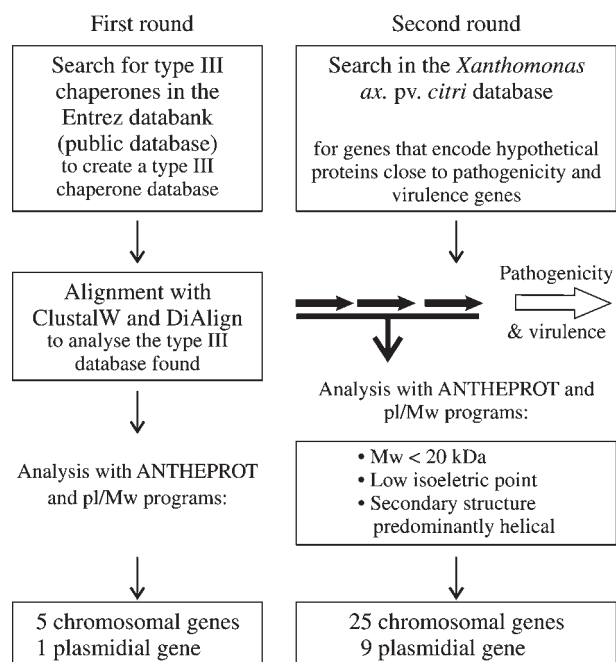 First round
Search for type III
chaperones in the
Entrez databank
(public database)
to create a type III
chaperone database
Alignment with
ClustalW and DiAlign
to analyse the type III
database found
Analysis with ANTHEPROT
and pl/Mw programs:
5 chromosomal genes
1 plasmidial gene
Second round
Search in the Xanthomonas
ax. pv. citri database
for genes that encode hypothetical
proteins close to pathogenicity and
virulence genes
Pathogenicity
& virulence
Analysis with ANTHEPROT and
pl/Mw programs:
• Mw < 20 kDa
• Low isoeletric point
• Secondary structure
predominantly helical
25 chromosomal genes
9 plasmidial gene